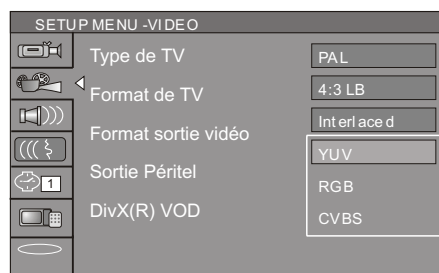 SETUP MENU -VIDEO
Type de TV PAL
Format de TV 4:3 LB
Format sortie vidéo Interlaced
YUV
Sortie Péritel RGB
DivX(R) VOD CVBS
1